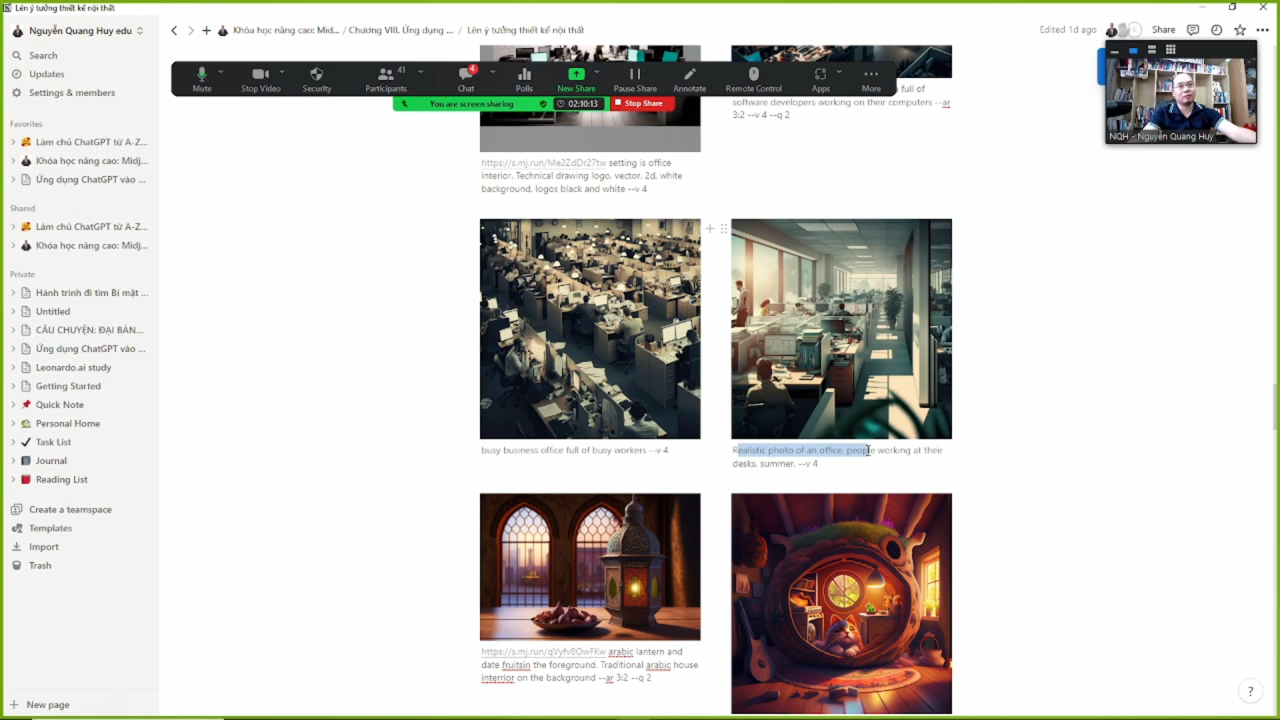 Lên ý tưởng thiết kế nội thất
Nguyễn Quang Huy edu
Khóa học nâng cao: Mid... / Chương VIII. Ứng dụng ... / Lên ý tưởng thiết kế nội thất
Edited 1d ago
Share
Search
Updates
Settings & members
Favorites
Làm chủ ChatGPT từ A-Z...
Khóa học nâng cao: Midj...
Ứng dụng ChatGPT vào ...
Shared
Làm chủ ChatGPT từ A-Z...
Khóa học nâng cao: Midj...
Private
Hành trình đi tìm Bí mật ...
Untitled
CÂU CHUYỆN: ĐẠI BÀN...
Ứng dụng ChatGPT vào ...
Leonardo.ai study
Getting Started
Quick Note
Personal Home
Task List
Journal
Reading List
Create a teamspace
Templates
Import
Trash
New page
Mute
Stop Video
Security
41
Participants
4
Chat
Polls
New Share
Pause Share
Annotate
Remote Control
Apps
More
You are screen sharing
02:10:13
Stop Share
NQH - Nguyễn Quang Huy
full of
software developers working on their computers --ar
3:2 --v 4 --q 2
https://s.mj.run/Me2ZdDr27tw setting is office
interior. Technical drawing logo, vector, 2d, white
background, logos black and white --v 4
busy business office full of busy workers --v 4
Realistic photo of an office, people working at their
desks, summer, --v 4
https://s.mj.run/qVyfv8OwFKw arabic lantern and
date fruitsin the foreground. Traditional arabic house
interrior on the background --ar 3:2 --q 2
?